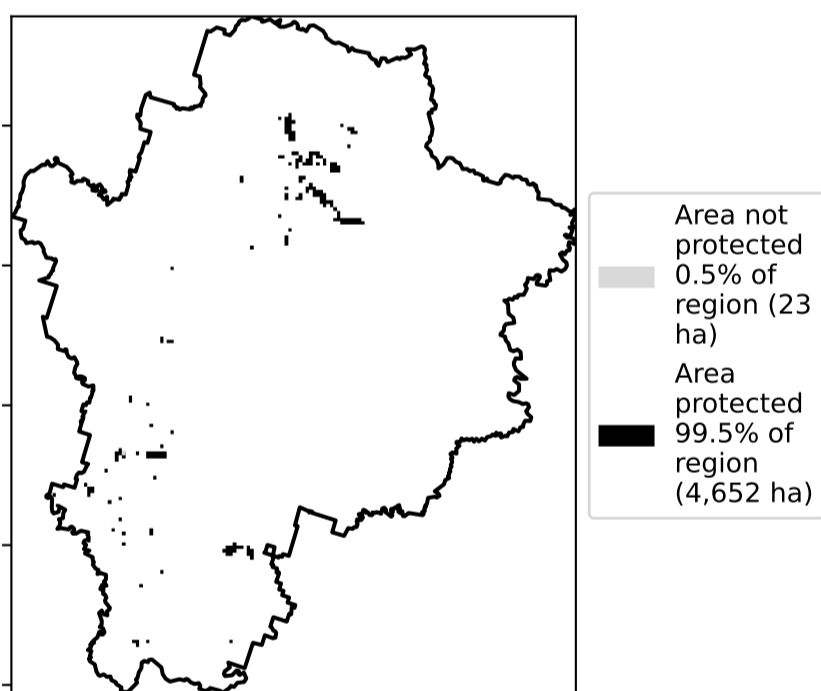 Area not
protected
0.5% of
region (23
ha)
Area
protected
99.5% of
region
(4,652 ha)